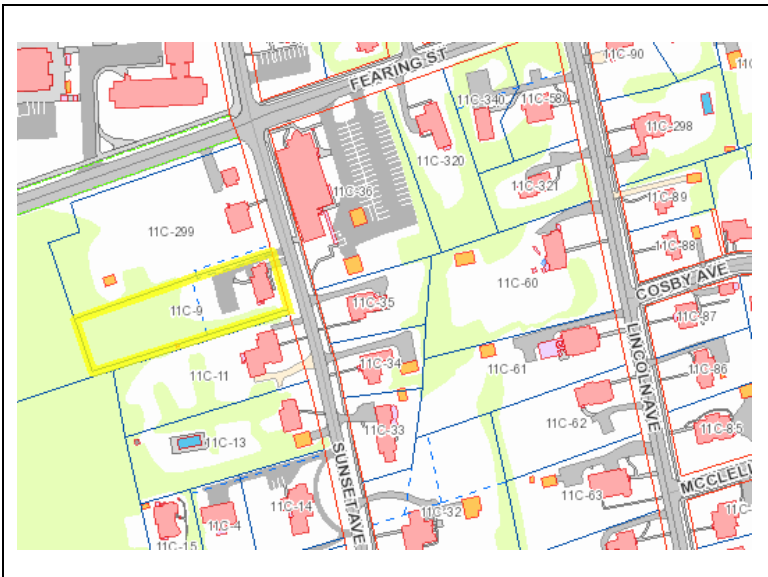 11C-90
110
FEARING ST
11C-340
11C-58
11C-298
11C-320
11C-36
11C-321
11C-89
11C-299
11C-88
11C-60
COSBY AVE
11C-9
11C-35
11C-87
11C-61
LINCOLN AVE
11C-11
11C-34
11C-86
11C-62
11C-33
11C-85
11C-13
SUNSET AVE
MCCLELL
11C-63
11C-14
11C-4
11C-32
11C-
11C-15